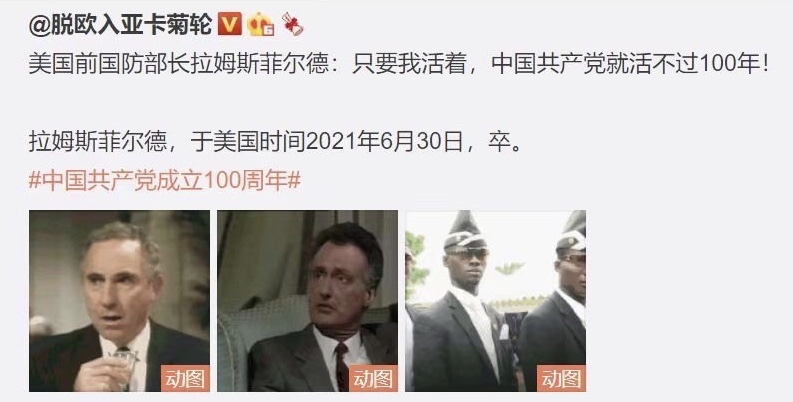 @脱欧入亚卡菊轮 V
美国前国防部长拉姆斯菲尔德：只要我活着，中国共产党就活不过100年！
拉姆斯菲尔德，于美国时间2021年6月30日，卒。
#中国共产党成立100周年#
动图 动图 动图